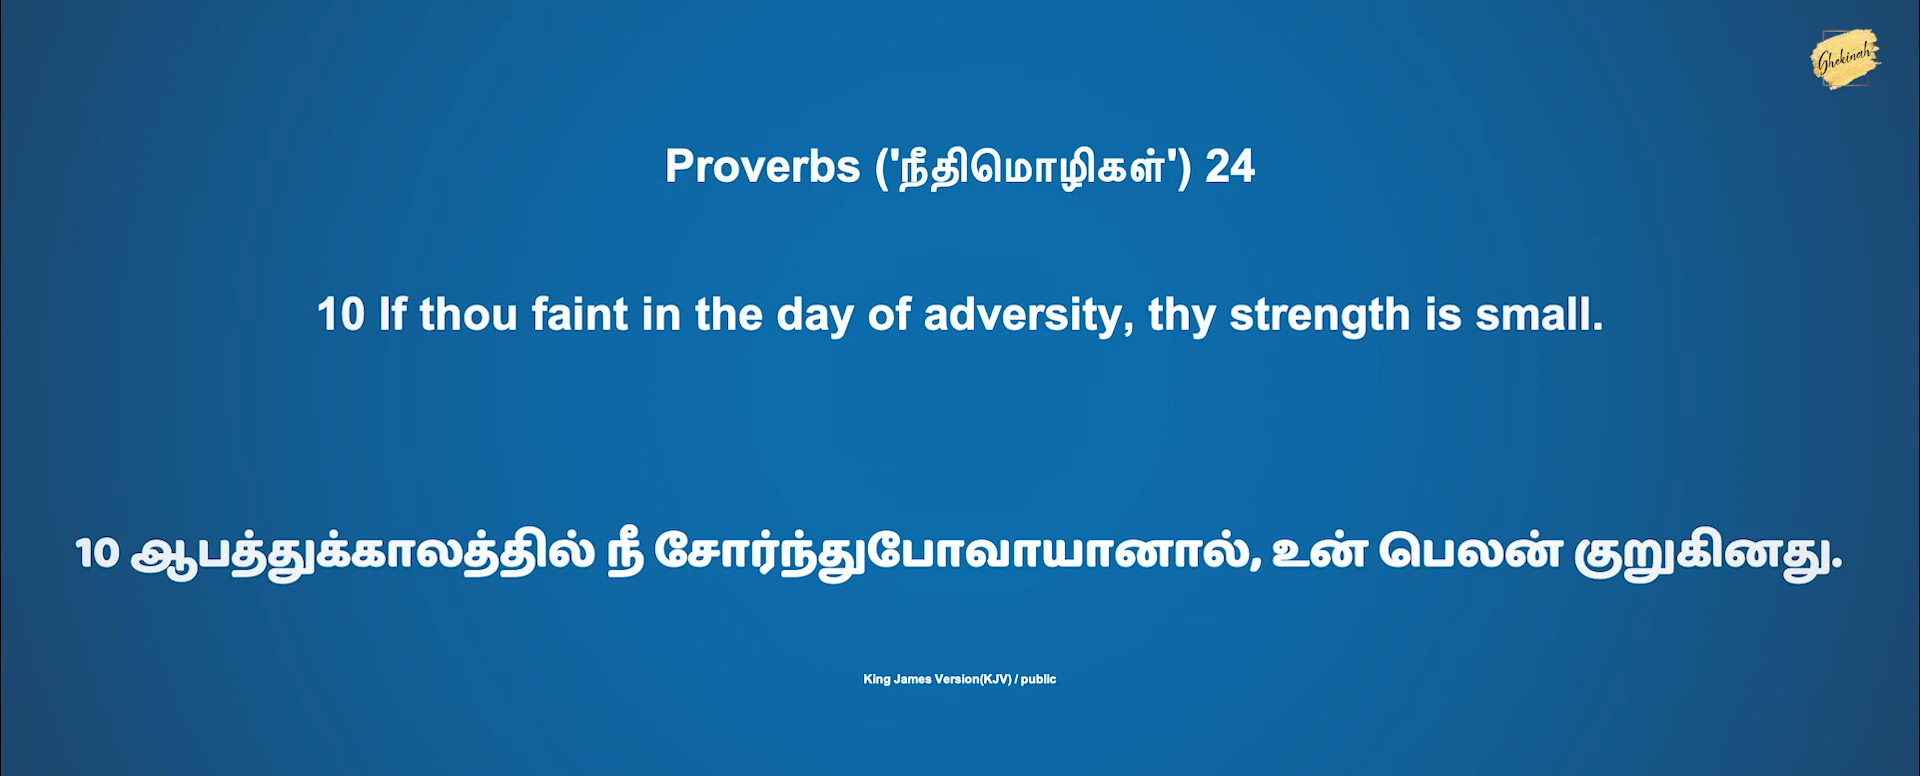 Ghekinah
Proverbs ('நீதிமொழிகள்') 24
10 If thou faint in the day of adversity, thy strength is small.
10 ஆபத்துக்காலத்தில் நீ சோர்ந்துபோவாயானால், உன் பெலன் குறுகினது.
King James Version(KJV) / public